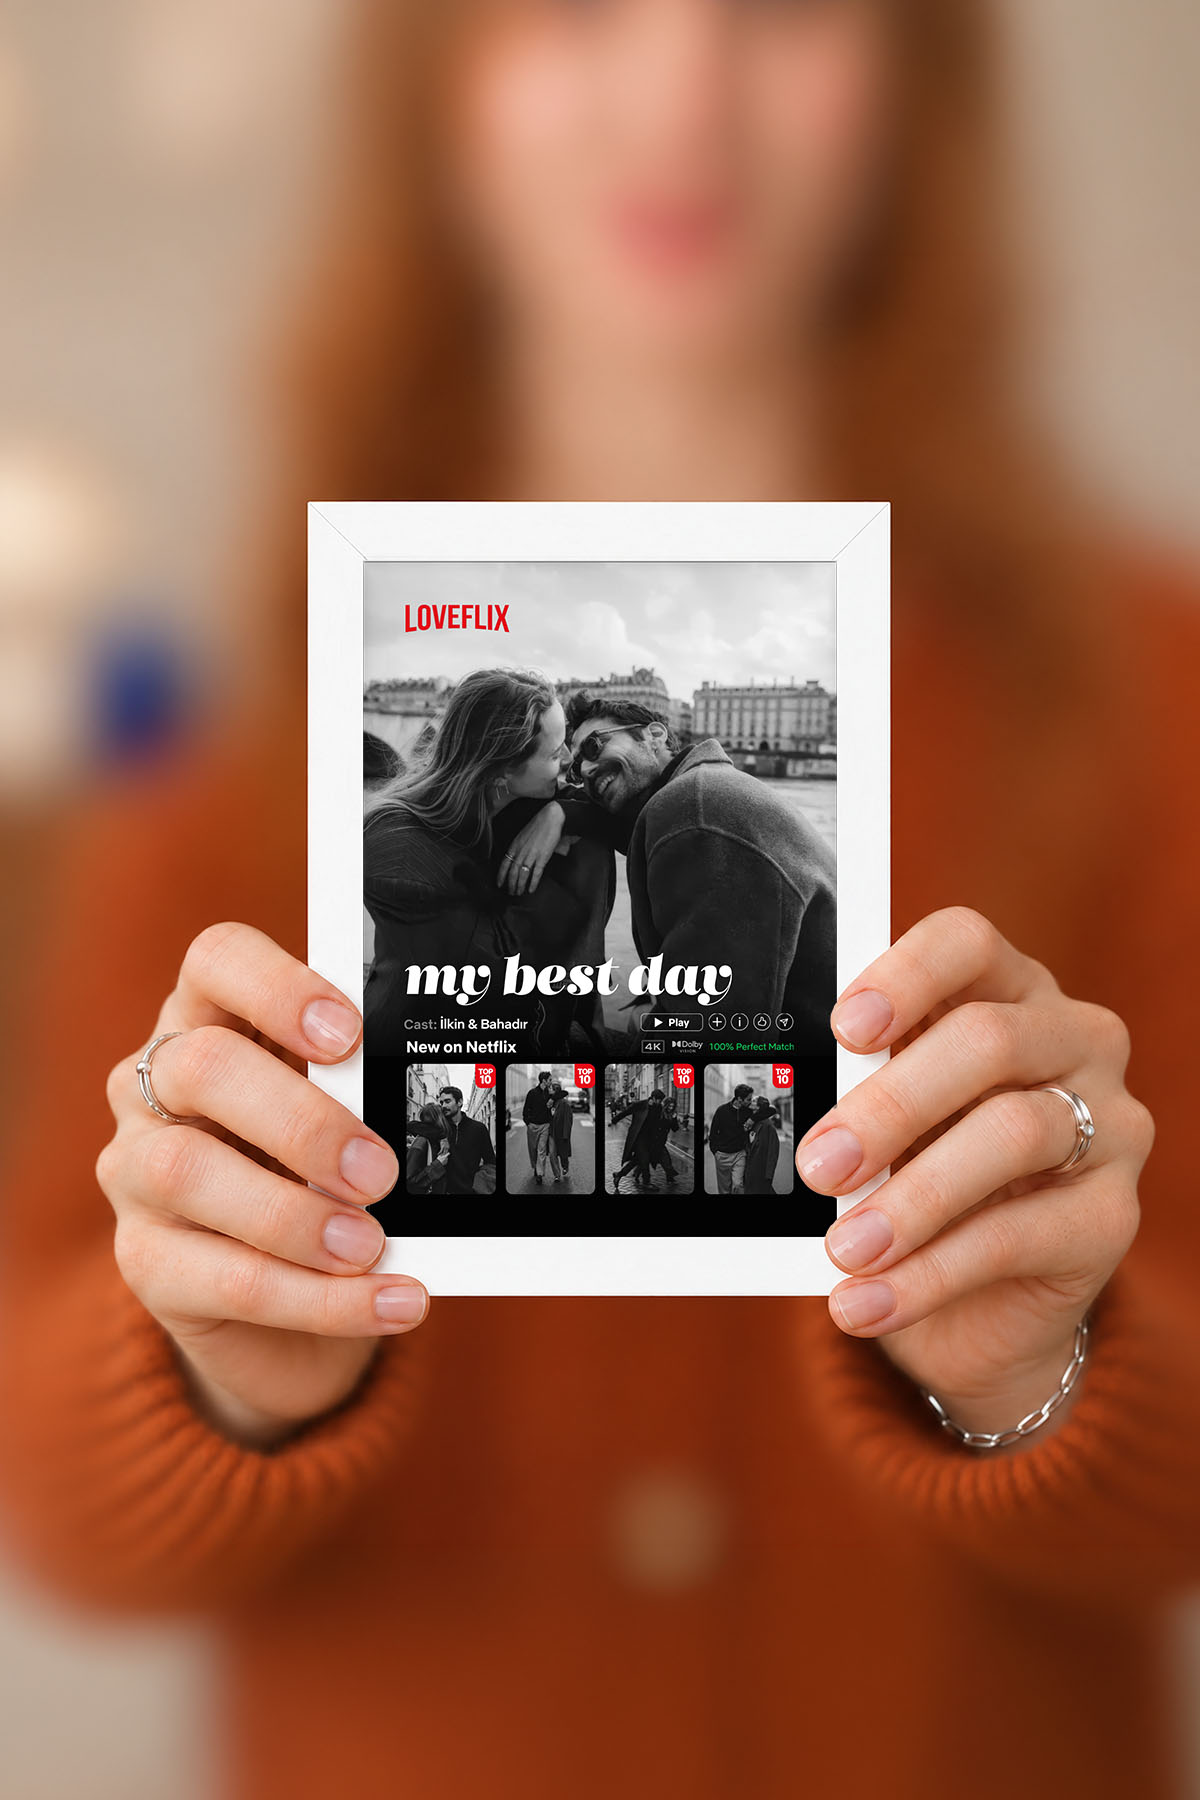 LOVEFLIX
my best day
Cast: İlkin & Bahadır
Play
New on Netflix
4K
Dolby
VISION
100% Perfect Match
TOP
10
TOP
10
TOP
10
TOP
10